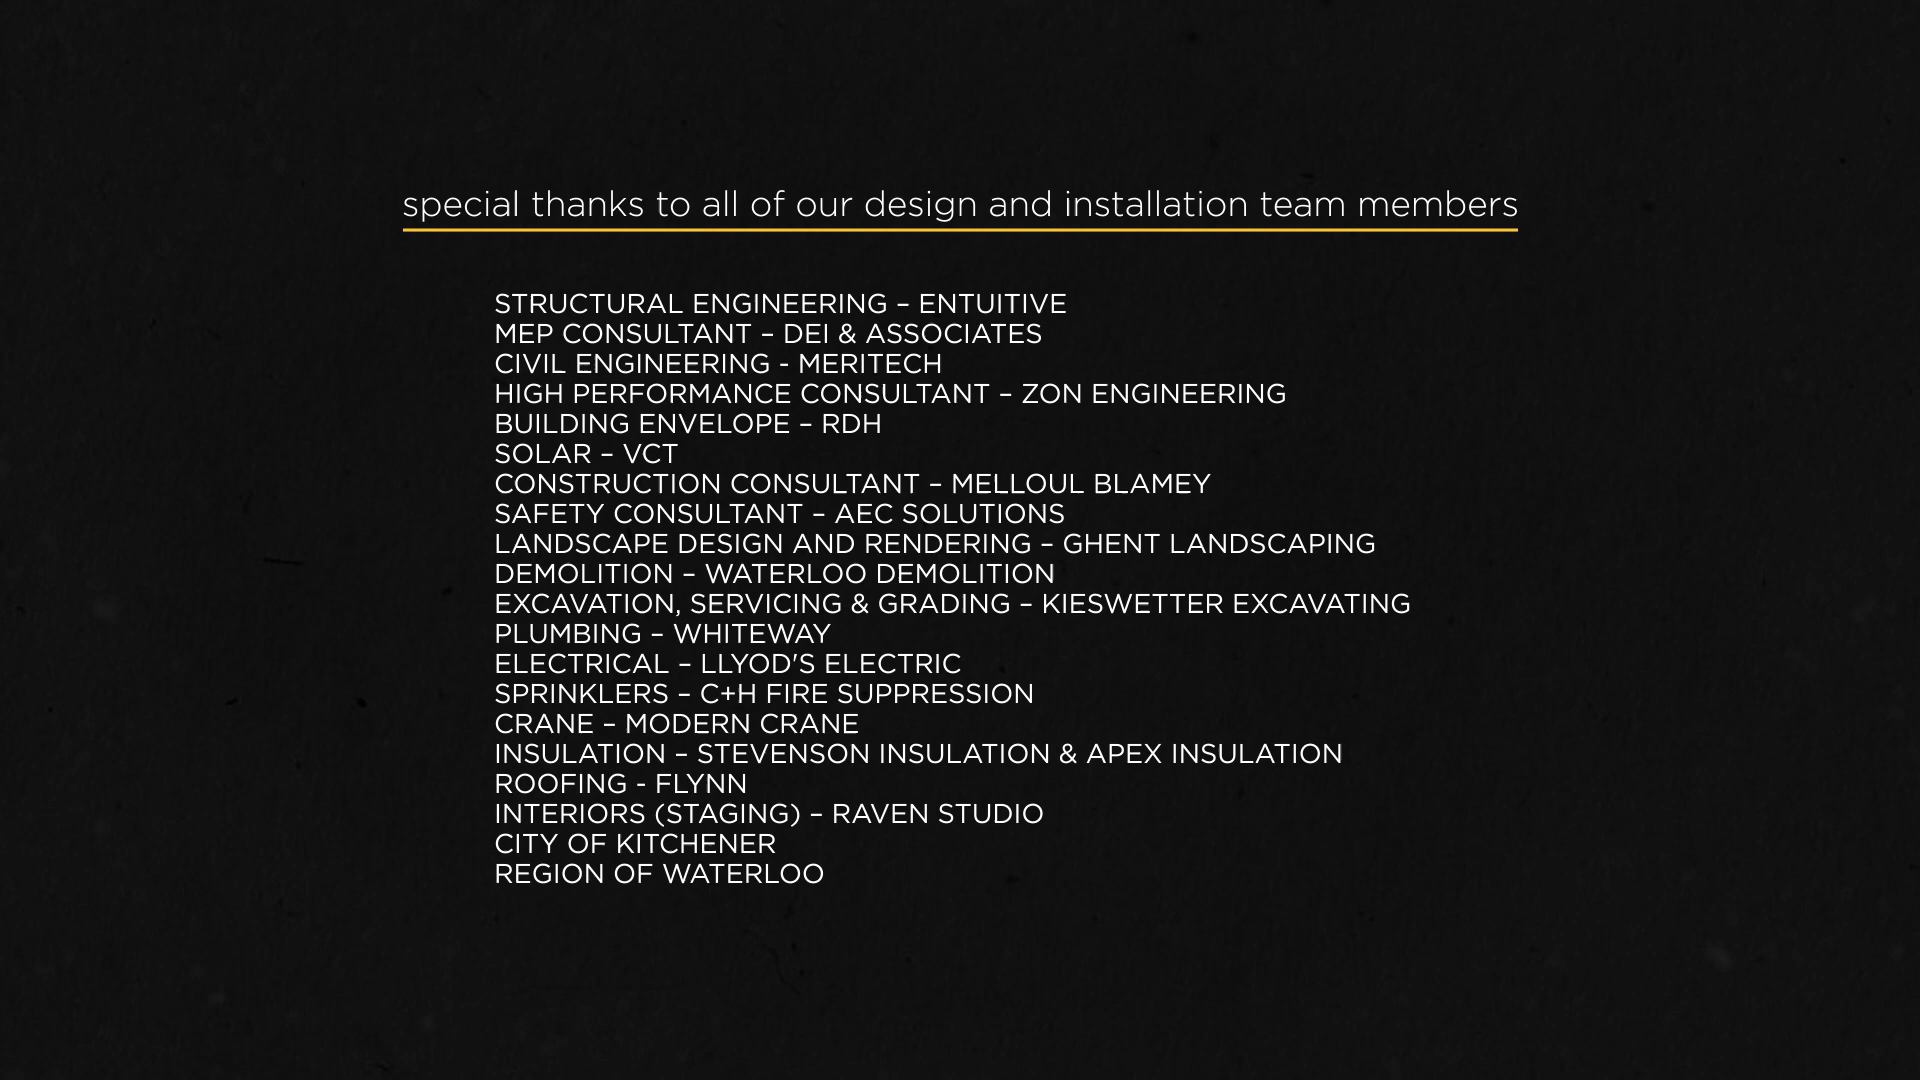 special thanks to all of our design and installation team members
STRUCTURAL ENGINEERING – ENTUITIVE
MEP CONSULTANT – DEI & ASSOCIATES
CIVIL ENGINEERING - MERITECH
HIGH PERFORMANCE CONSULTANT – ZON ENGINEERING
BUILDING ENVELOPE – RDH
SOLAR – VCT
CONSTRUCTION CONSULTANT – MELLOUL BLAMEY
SAFETY CONSULTANT – AEC SOLUTIONS
LANDSCAPE DESIGN AND RENDERING – GHENT LANDSCAPING
DEMOLITION – WATERLOO DEMOLITION
EXCAVATION, SERVICING & GRADING – KIESWETTER EXCAVATING
PLUMBING – WHITEWAY
ELECTRICAL – LLYOD'S ELECTRIC
SPRINKLERS – C+H FIRE SUPPRESSION
CRANE – MODERN CRANE
INSULATION – STEVENSON INSULATION & APEX INSULATION
ROOFING - FLYNN
INTERIORS (STAGING) – RAVEN STUDIO
CITY OF KITCHENER
REGION OF WATERLOO